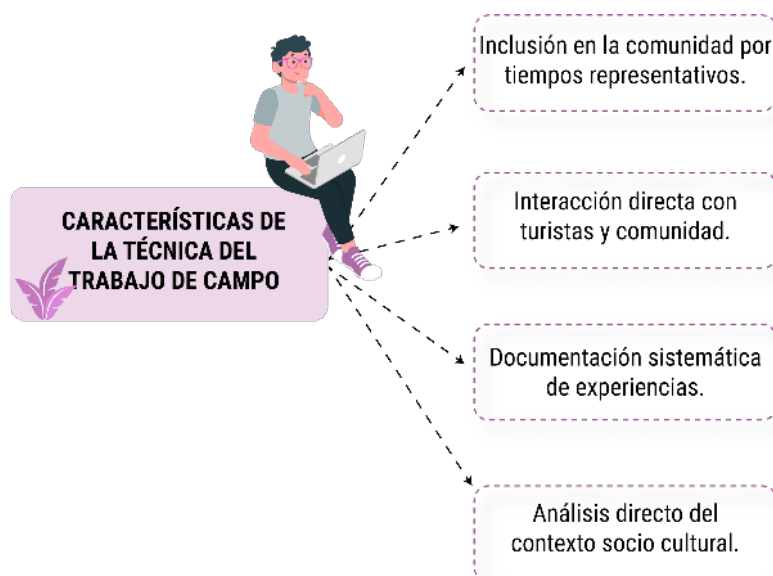 CARACTERÍSTICAS DE
LA TÉCNICA DEL
TRABAJO DE CAMPO
Inclusión en la comunidad por
tiempos representativos.
Interacción directa con
turistas y comunidad.
Documentación sistemática
de experiencias.
Análisis directo del
contexto socio cultural.